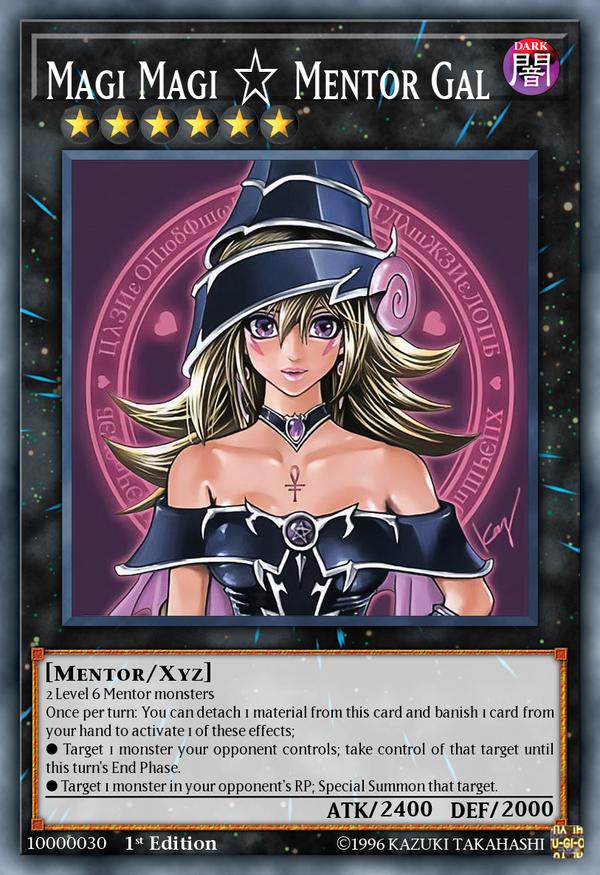 Magi Magi ☆ Mentor Gal
DARK
闇
[Mentor/Xyz]
2 Level 6 Mentor monsters
Once per turn: You can detach 1 material from this card and banish 1 card from
your hand to activate 1 of these effects;
● Target 1 monster your opponent controls; take control of that target until
this turn's End Phase.
● Target 1 monster in your opponent's RP; Special Summon that target.
ATK/2400 DEF/2000
10000030 1st Edition ©1996 KAZUKI TAKAHASHI